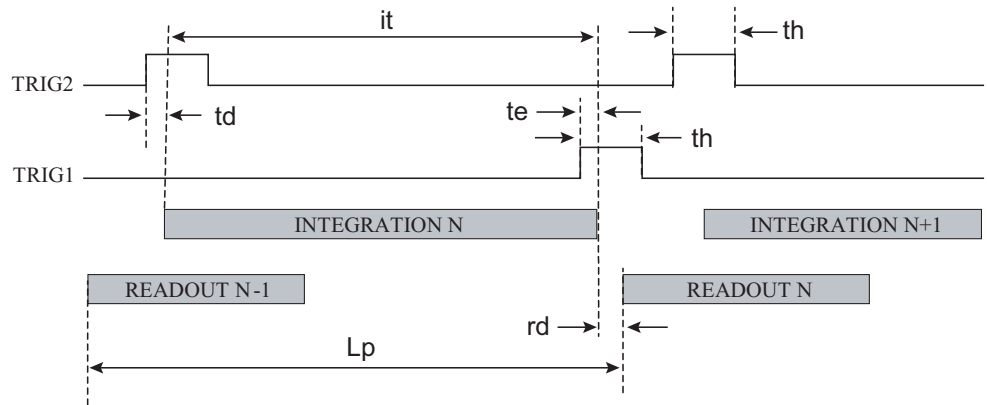 it
th
TRIG2
td
te
th
TRIG1
INTEGRATION N
INTEGRATION N+1
READOUT N-1
READOUT N
rd
Lp